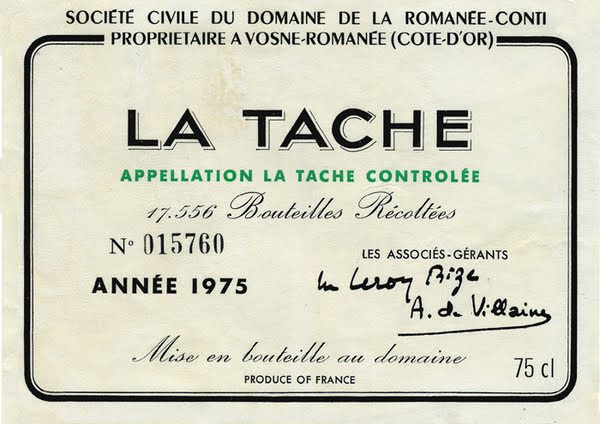 SOCIÉTÉ CIVILE DU DOMAINE DE LA ROMANÉE-CONTI
PROPRIETAIRE A VOSNE-ROMANÉE (COTE-D'OR)
LA TACHE
APPELLATION LA TACHE CONTROLÉE
17.556 Bouteilles Récoltées
N° 015760
LES ASSOCIÉS-GÉRANTS
ANNÉE 1975
Leroy Bize
A. de Villaine
Mise en bouteille au domaine
75 cl
PRODUCE OF FRANCE